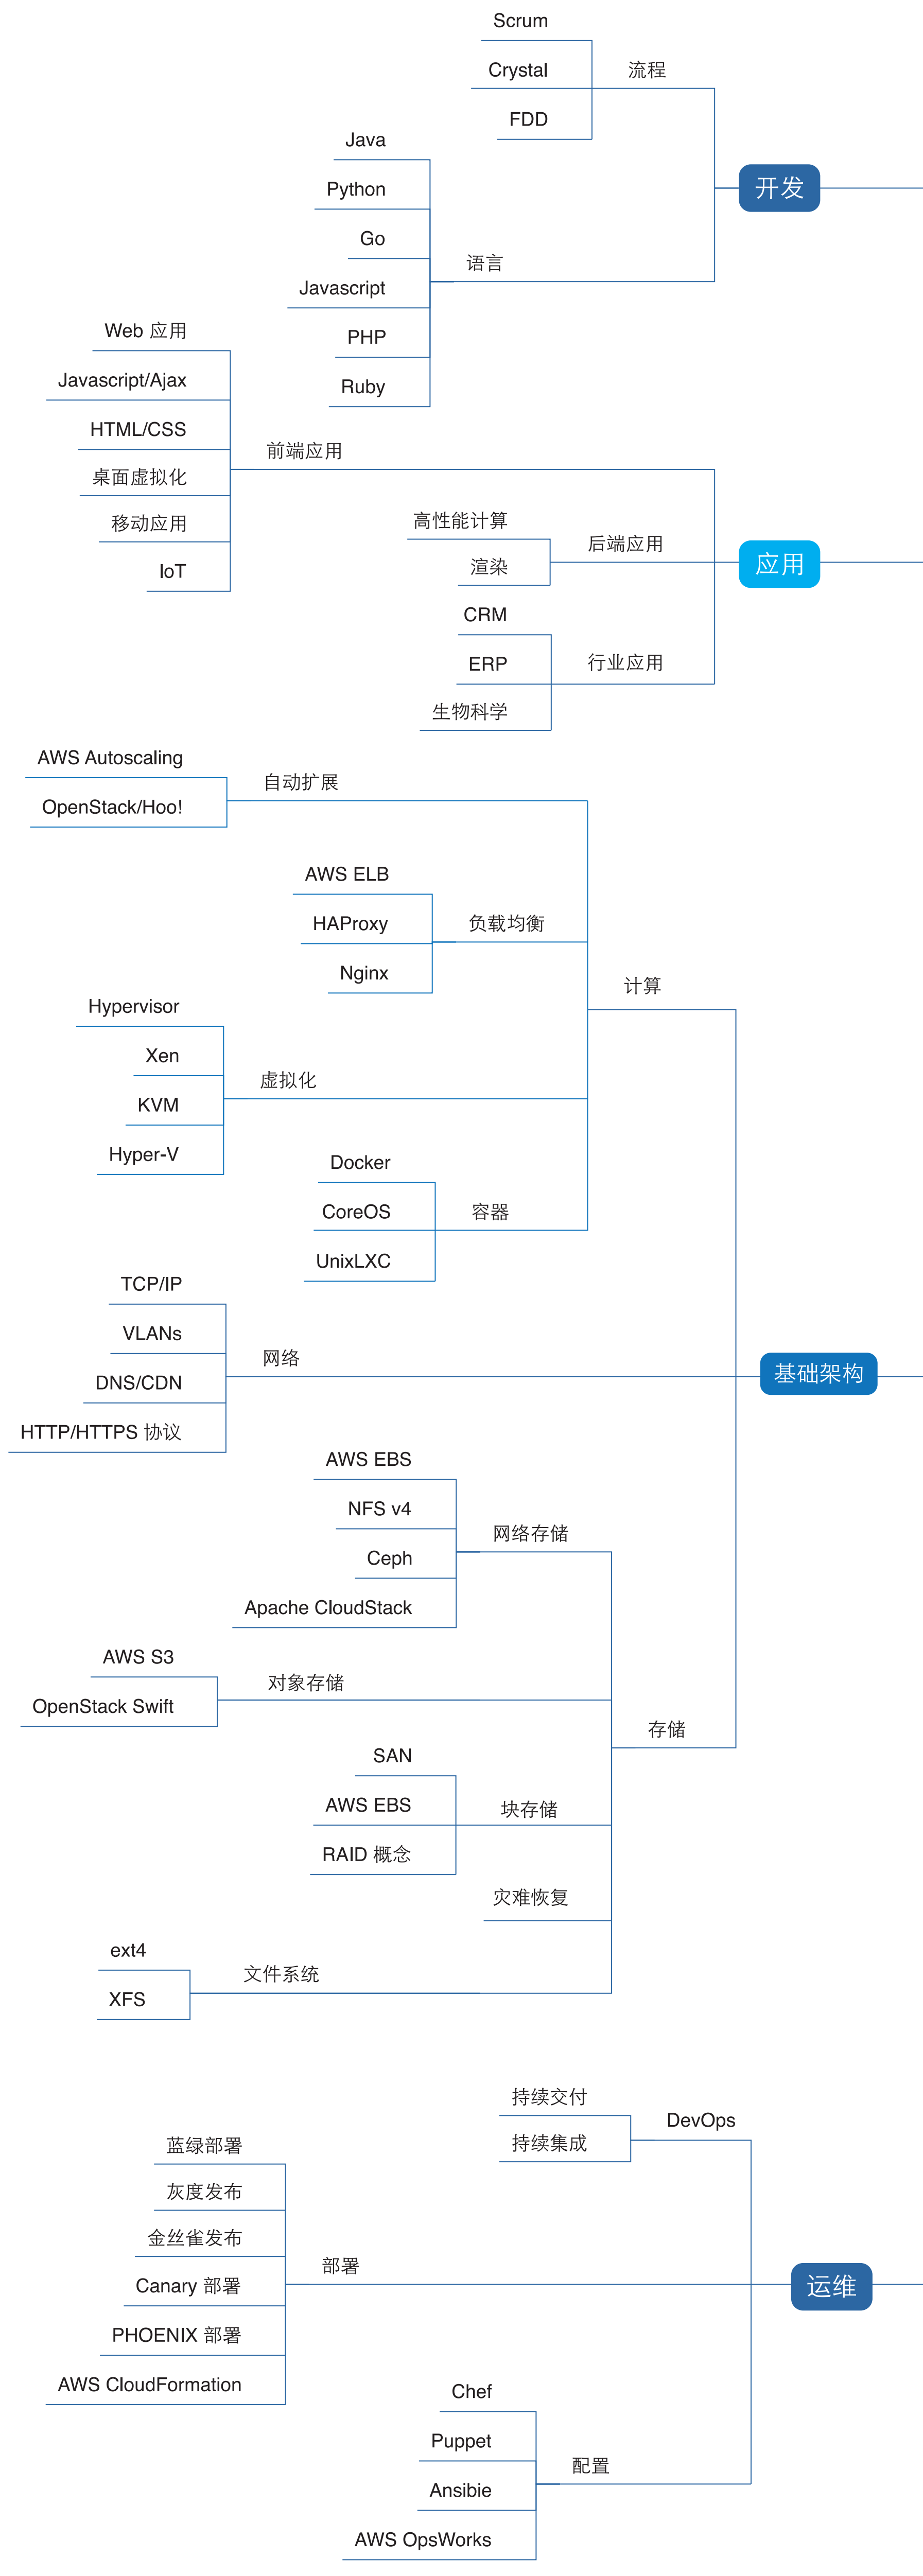 Scrum
Crystal
流程
FDD
Java
开发
Python
Go
语言
Javascript
Web 应用
PHP
Javascript/Ajax
Ruby
HTML/CSS
前端应用
桌面虚拟化
移动应用
高性能计算
后端应用
应用
IoT
渲染
CRM
ERP
行业应用
生物科学
AWS Autoscaling
自动扩展
OpenStack/Hoo!
AWS ELB
HAProxy
负载均衡
Nginx
计算
Hypervisor
Xen
虚拟化
KVM
Hyper-V
Docker
CoreOS
容器
UnixLXC
TCP/IP
VLANs
网络
基础架构
DNS/CDN
HTTP/HTTPS 协议
AWS EBS
NFS v4
网络存储
Ceph
Apache CloudStack
AWS S3
对象存储
OpenStack Swift
存储
SAN
AWS EBS
块存储
RAID 概念
灾难恢复
ext4
文件系统
XFS
持续交付
DevOps
持续集成
蓝绿部署
灰度发布
金丝雀发布
部署
运维
Canary 部署
PHOENIX 部署
AWS CloudFormation
Chef
Puppet
配置
Ansibie
AWS OpsWorks